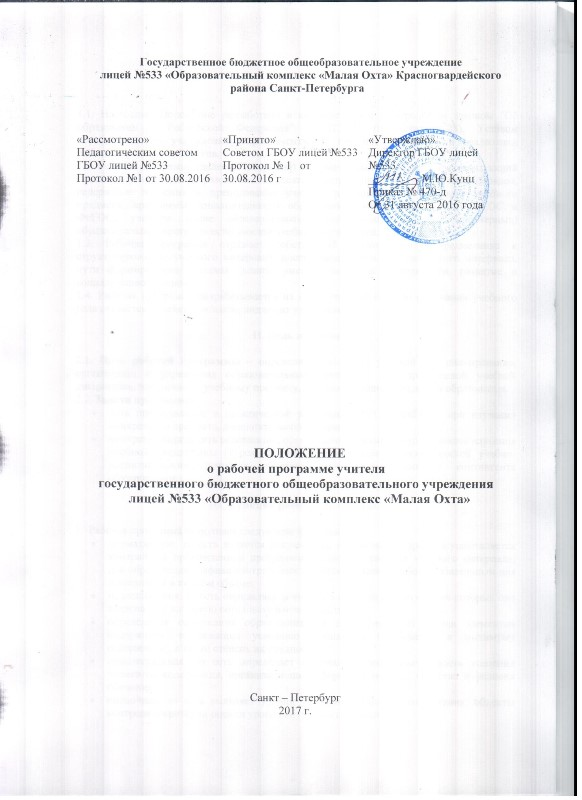 Государственное бюджетное общеобразовательное учреждение
лицей №533 «Образовательный комплекс «Малая Охта» Красногвардейского
района Санкт-Петербурга
«Рассмотрено»
Педагогическим советом
ГБОУ лицей №533
Протокол №1 от 30.08.2016
«Принято»
Советом ГБОУ лицей №533
Протокол № 1 от
30.08.2016 г
«Утверждаю»
Директор ГБОУ лицей
№533
М.Ю.Кунц
Приказ № 470-д
От 31 августа 2016 года
ПОЛОЖЕНИЕ
о рабочей программе учителя
государственного бюджетного общеобразовательного учреждения
лицей №533 «Образовательный комплекс «Малая Охта»
Санкт – Петербург
2017 г.